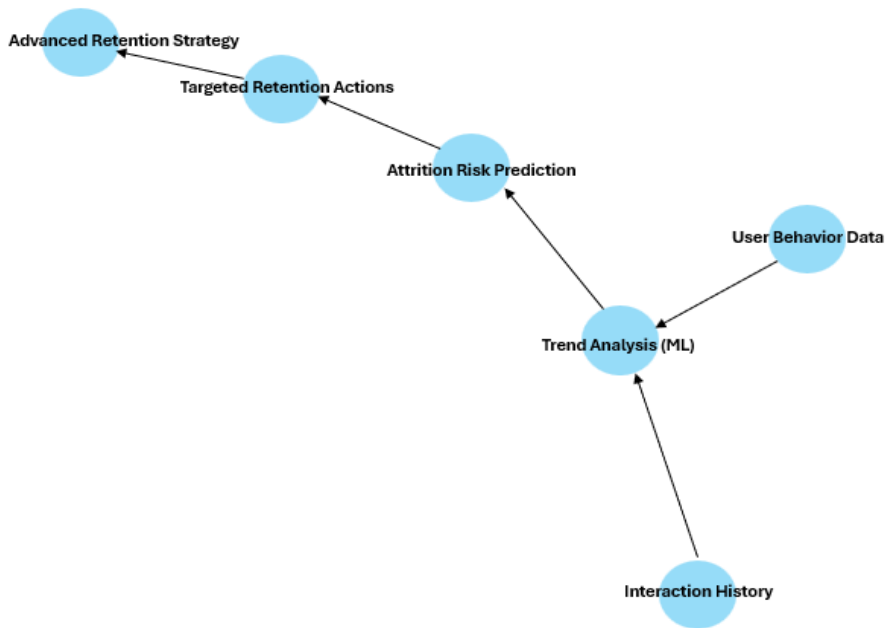 Advanced Retention Strategy
Targeted Retention Actions
Attrition Risk Prediction
User Behavior Data
Trend Analysis (ML)
Interaction History